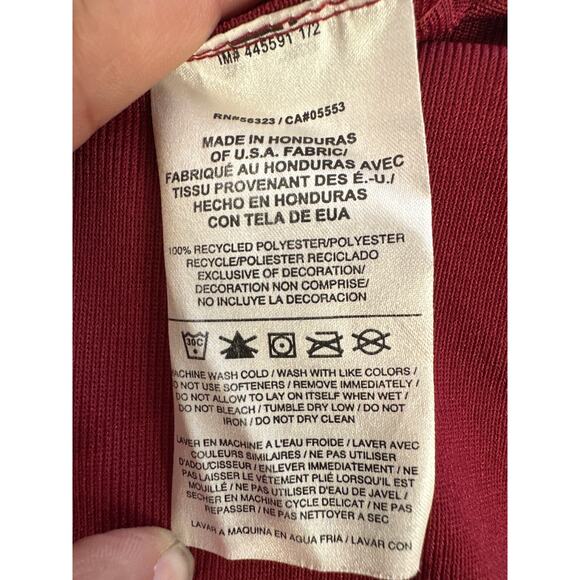 IM# 445591 1/2
RN#56323 / CA#05553
MADE IN HONDURAS
OF U.S.A. FABRIC/
FABRIQUÉ AU HONDURAS AVEC
TISSU PROVENANT DES É.-U./
HECHO EN HONDURAS
CON TELA DE EUA
100% RECYCLED POLYESTER/POLYESTER
RECYCLE/POLIESTER RECICLADO
EXCLUSIVE OF DECORATION/
DECORATION NON COMPRISE/
NO INCLUYE LA DECORACION
30C
MACHINE WASH COLD / WASH WITH LIKE COLORS /
DO NOT USE SOFTENERS / REMOVE IMMEDIATELY /
DO NOT ALLOW TO LAY ON ITSELF WHEN WET /
DO NOT BLEACH / TUMBLE DRY LOW / DO NOT
IRON / DO NOT DRY CLEAN
LAVER EN MACHINE A L'EAU FROIDE / LAVER AVEC
COULEURS SIMILAIRES / NE PAS UTILISER
D'ADOUCISSEUR / ENLEVER IMMEDIATEMENT / NE
PAS LAISSER LE VÊTEMENT PLIÉ LORSQU'IL EST
MOUILLÉ / NE PAS UTILISER D'EAU DE JAVEL /
SECHER EN MACHINE CYCLE DELICAT / NE PAS
REPASSER / NE PAS NETTOYER A SEC
LAVAR A MAQUINA EN AGUA FRIA / LAVAR CON